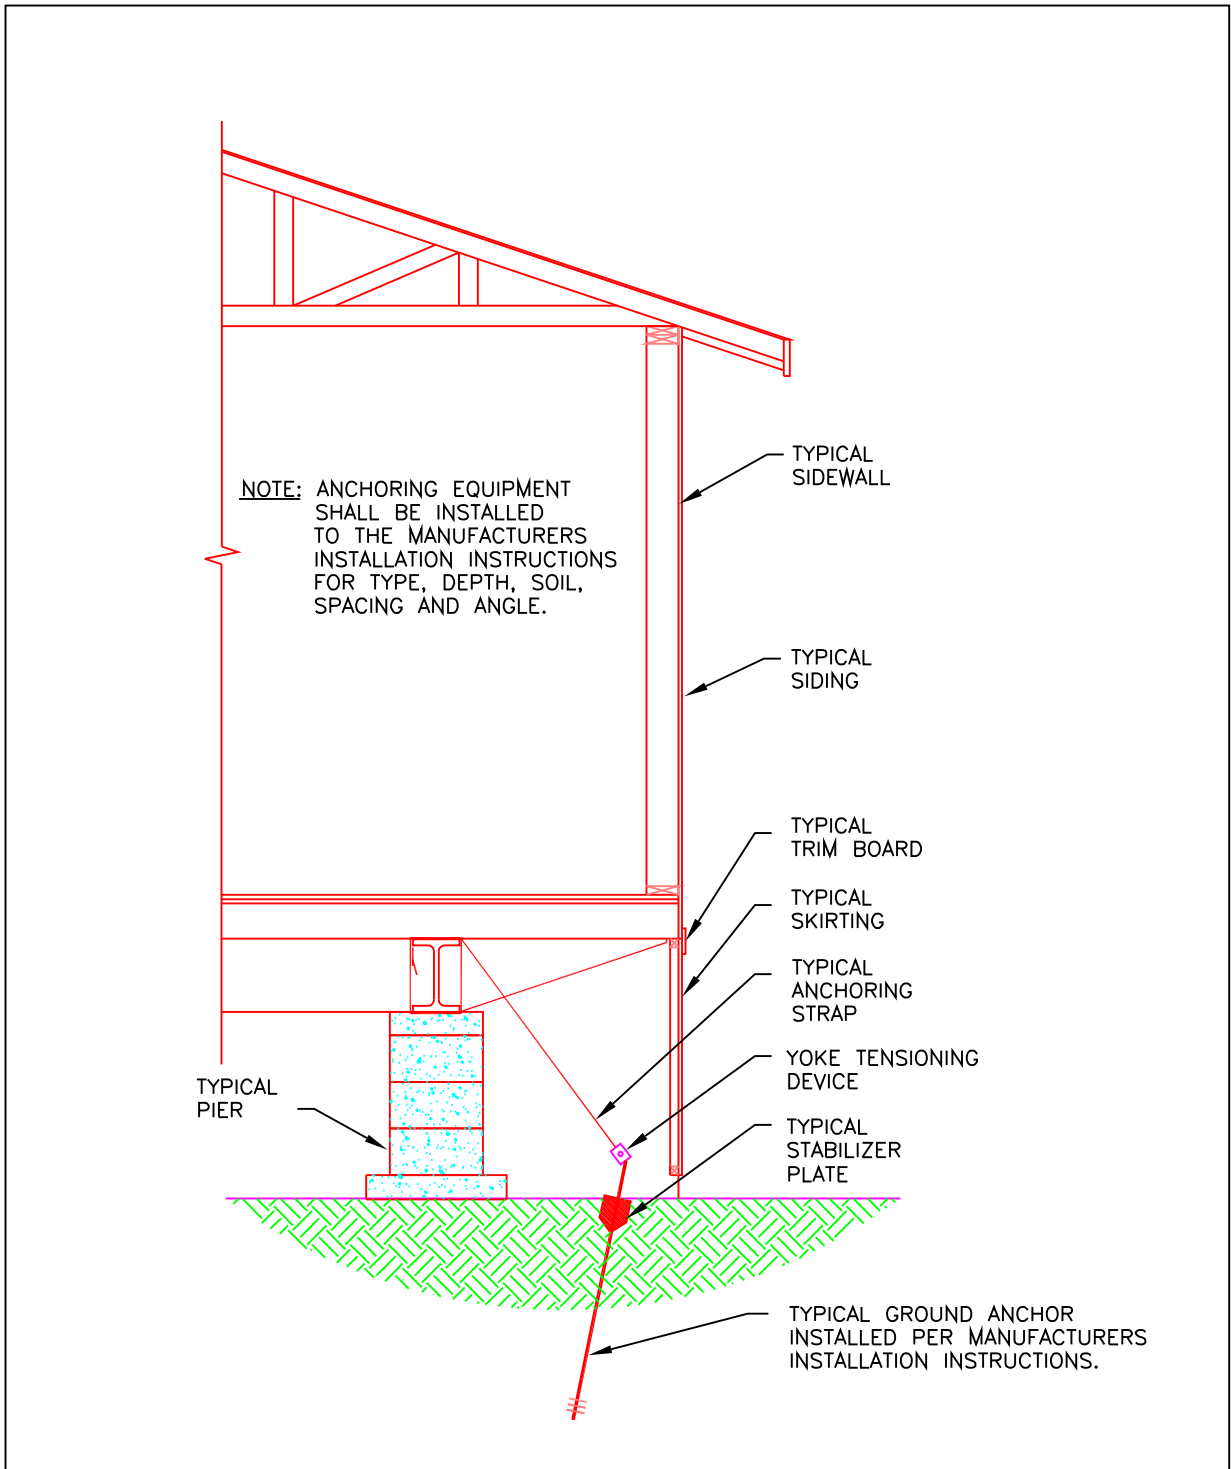 TYPICAL
SIDEWALL
NOTE: ANCHORING EQUIPMENT
SHALL BE INSTALLED
TO THE MANUFACTURERS
INSTALLATION INSTRUCTIONS
FOR TYPE, DEPTH, SOIL,
SPACING AND ANGLE.
TYPICAL
SIDING
TYPICAL
TRIM BOARD
TYPICAL
SKIRTING
TYPICAL
ANCHORING
STRAP
YOKE TENSIONING
DEVICE
TYPICAL
PIER
TYPICAL
STABILIZER
PLATE
TYPICAL GROUND ANCHOR
INSTALLED PER MANUFACTURERS
INSTALLATION INSTRUCTIONS.